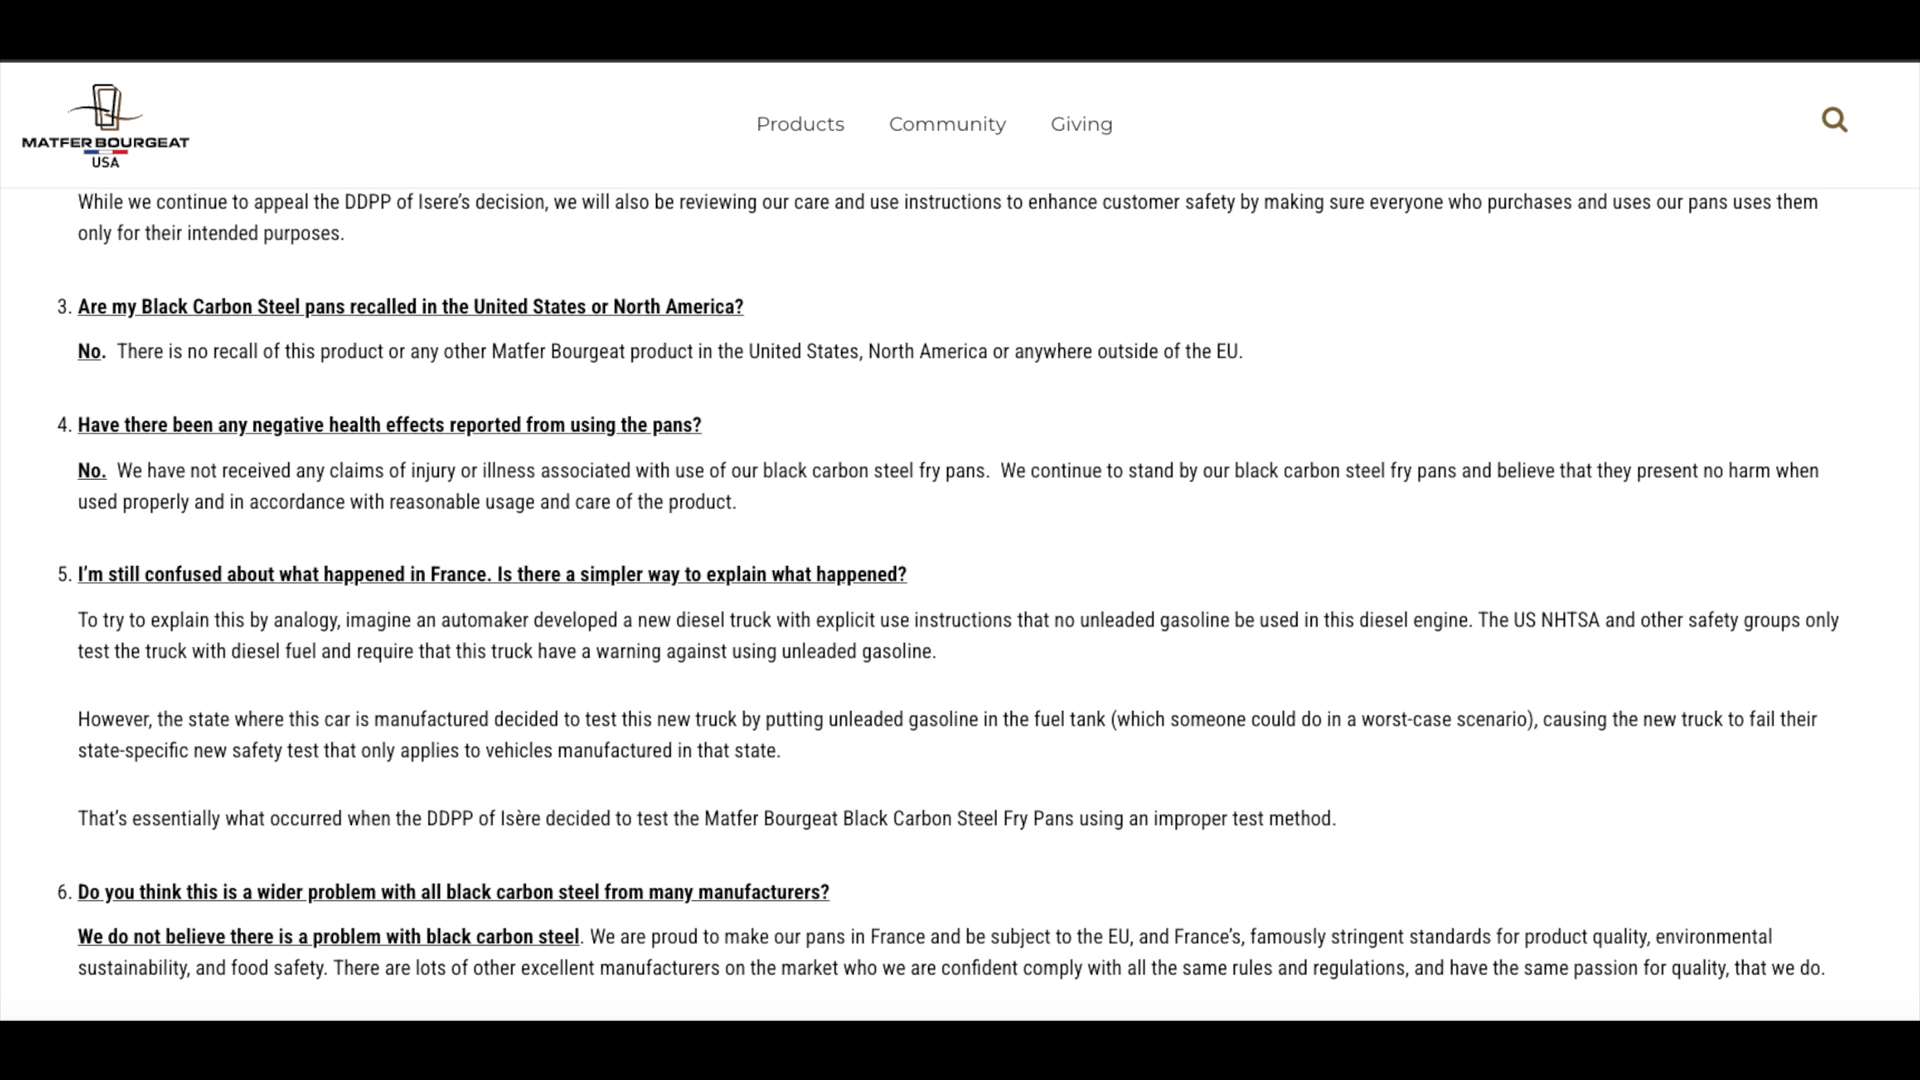 MATFER BOURGEAT
USA
Products
Community
Giving
While we continue to appeal the DDPP of Isere’s decision, we will also be reviewing our care and use instructions to enhance customer safety by making sure everyone who purchases and uses our pans uses them
only for their intended purposes.
3. Are my Black Carbon Steel pans recalled in the United States or North America?
No. There is no recall of this product or any other Matfer Bourgeat product in the United States, North America or anywhere outside of the EU.
4. Have there been any negative health effects reported from using the pans?
No. We have not received any claims of injury or illness associated with use of our black carbon steel fry pans. We continue to stand by our black carbon steel fry pans and believe that they present no harm when
used properly and in accordance with reasonable usage and care of the product.
5. I’m still confused about what happened in France. Is there a simpler way to explain what happened?
To try to explain this by analogy, imagine an automaker developed a new diesel truck with explicit use instructions that no unleaded gasoline be used in this diesel engine. The US NHTSA and other safety groups only
test the truck with diesel fuel and require that this truck have a warning against using unleaded gasoline.
However, the state where this car is manufactured decided to test this new truck by putting unleaded gasoline in the fuel tank (which someone could do in a worst-case scenario), causing the new truck to fail their
state-specific new safety test that only applies to vehicles manufactured in that state.
That’s essentially what occurred when the DDPP of Isère decided to test the Matfer Bourgeat Black Carbon Steel Fry Pans using an improper test method.
6. Do you think this is a wider problem with all black carbon steel from many manufacturers?
We do not believe there is a problem with black carbon steel. We are proud to make our pans in France and be subject to the EU, and France’s, famously stringent standards for product quality, environmental
sustainability, and food safety. There are lots of other excellent manufacturers on the market who we are confident comply with all the same rules and regulations, and have the same passion for quality, that we do.